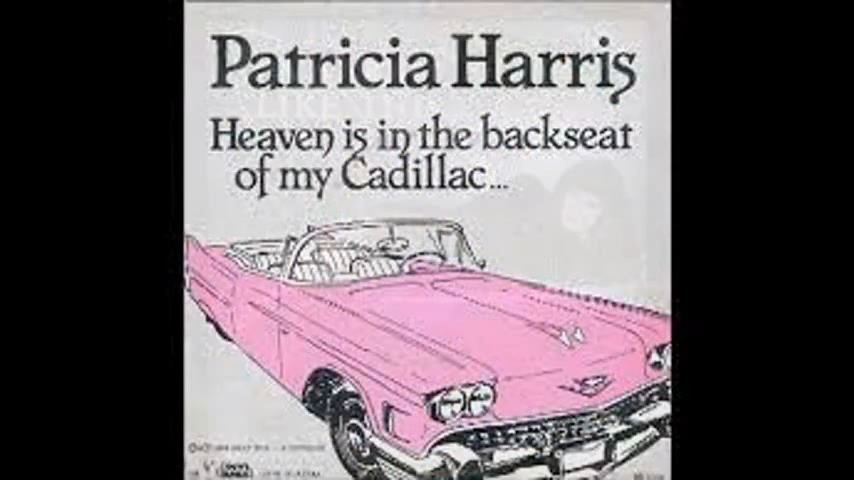 Patricia Harris
Heaven is in the backseat
of my Cadillac...